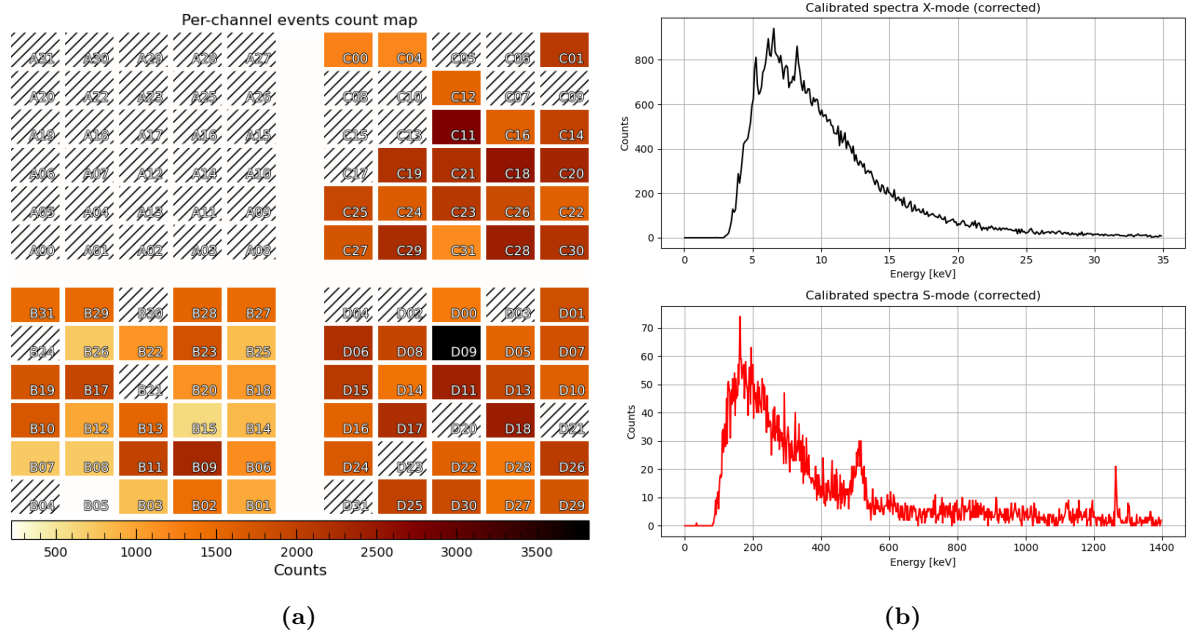 Per-channel events count map
A21 A30 A29 A28 A27
A20 A22 A23 A25 A26
A19 A18 A17 A16 A15
A06 A07 A12 A14 A10
A05 A04 A13 A11 A09
A00 A01 A02 A03 A08
C00 C04 C05 C06 C01
C08 C10 C12 C07 C09
C15 C13 C11 C16 C14
C17 C19 C21 C18 C20
C25 C24 C23 C26 C22
C27 C29 C31 C28 C30
B31 B29 B30 B28 B27
B24 B26 B22 B23 B25
B19 B17 B21 B20 B18
B10 B12 B13 B15 B14
B07 B08 B11 B09 B06
B04 B05 B03 B02 B01
D04 D02 D00 D03 D01
D06 D08 D09 D05 D07
D15 D14 D11 D13 D10
D16 D17 D20 D18 D21
D24 D23 D22 D28 D26
D31 D25 D30 D27 D29
500 1000 1500 2000 2500 3000 3500
Counts
(a)
Calibrated spectra X-mode (corrected)
Counts
800
600
400
200
0
0 5 10 15 20 25 30 35
Energy [keV]
Calibrated spectra S-mode (corrected)
Counts
70
60
50
40
30
20
10
0
0 200 400 600 800 1000 1200 1400
Energy [keV]
(b)